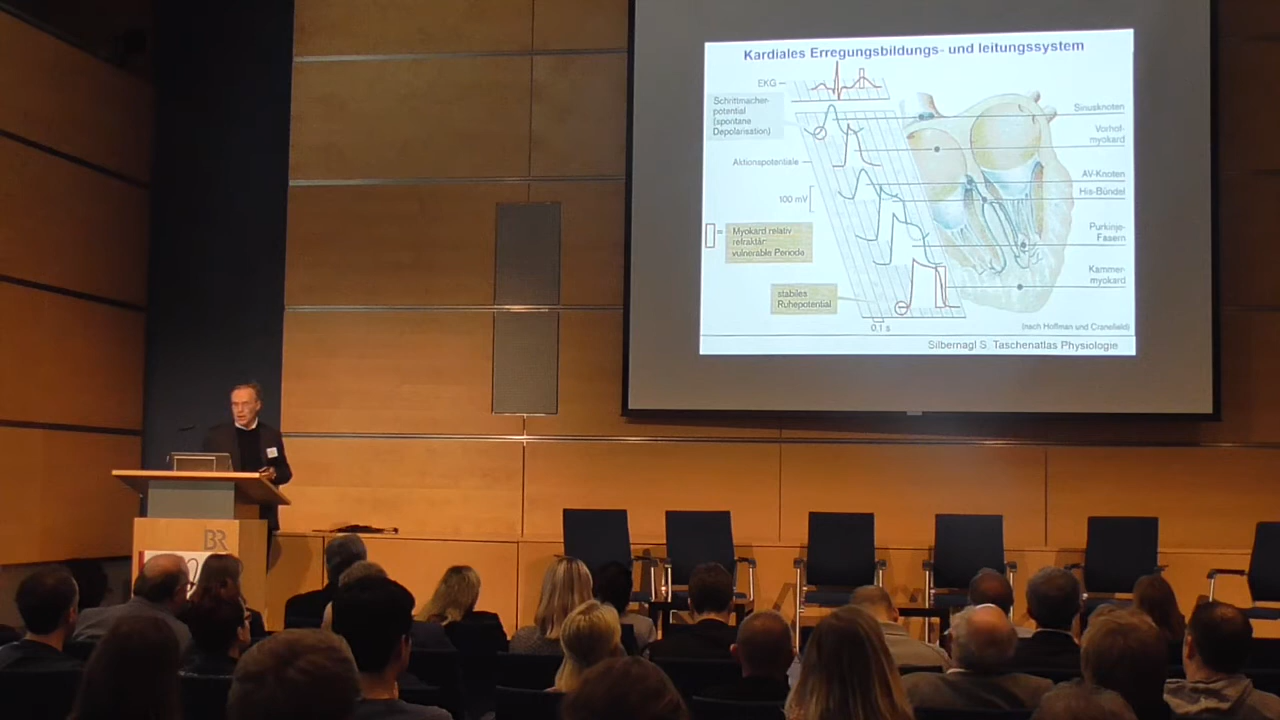 Kardiales Erregungsbildungs- und leitungssystem
EKG
Schrittmacher-
potential
(spontane
Depolarisation)
Aktionspotentiale
100 mV
=
Myokard relativ
refraktär:
vulnerable Periode
stabiles
Ruhepotential
0,1 s
Sinusknoten
Vorhof-
myokard
AV-Knoten
His-Bündel
Purkinje-
Fasern
Kammer-
myokard
(nach Hoffman und Cranefield)
Silbernagl S. Taschenatlas Physiologie
BR